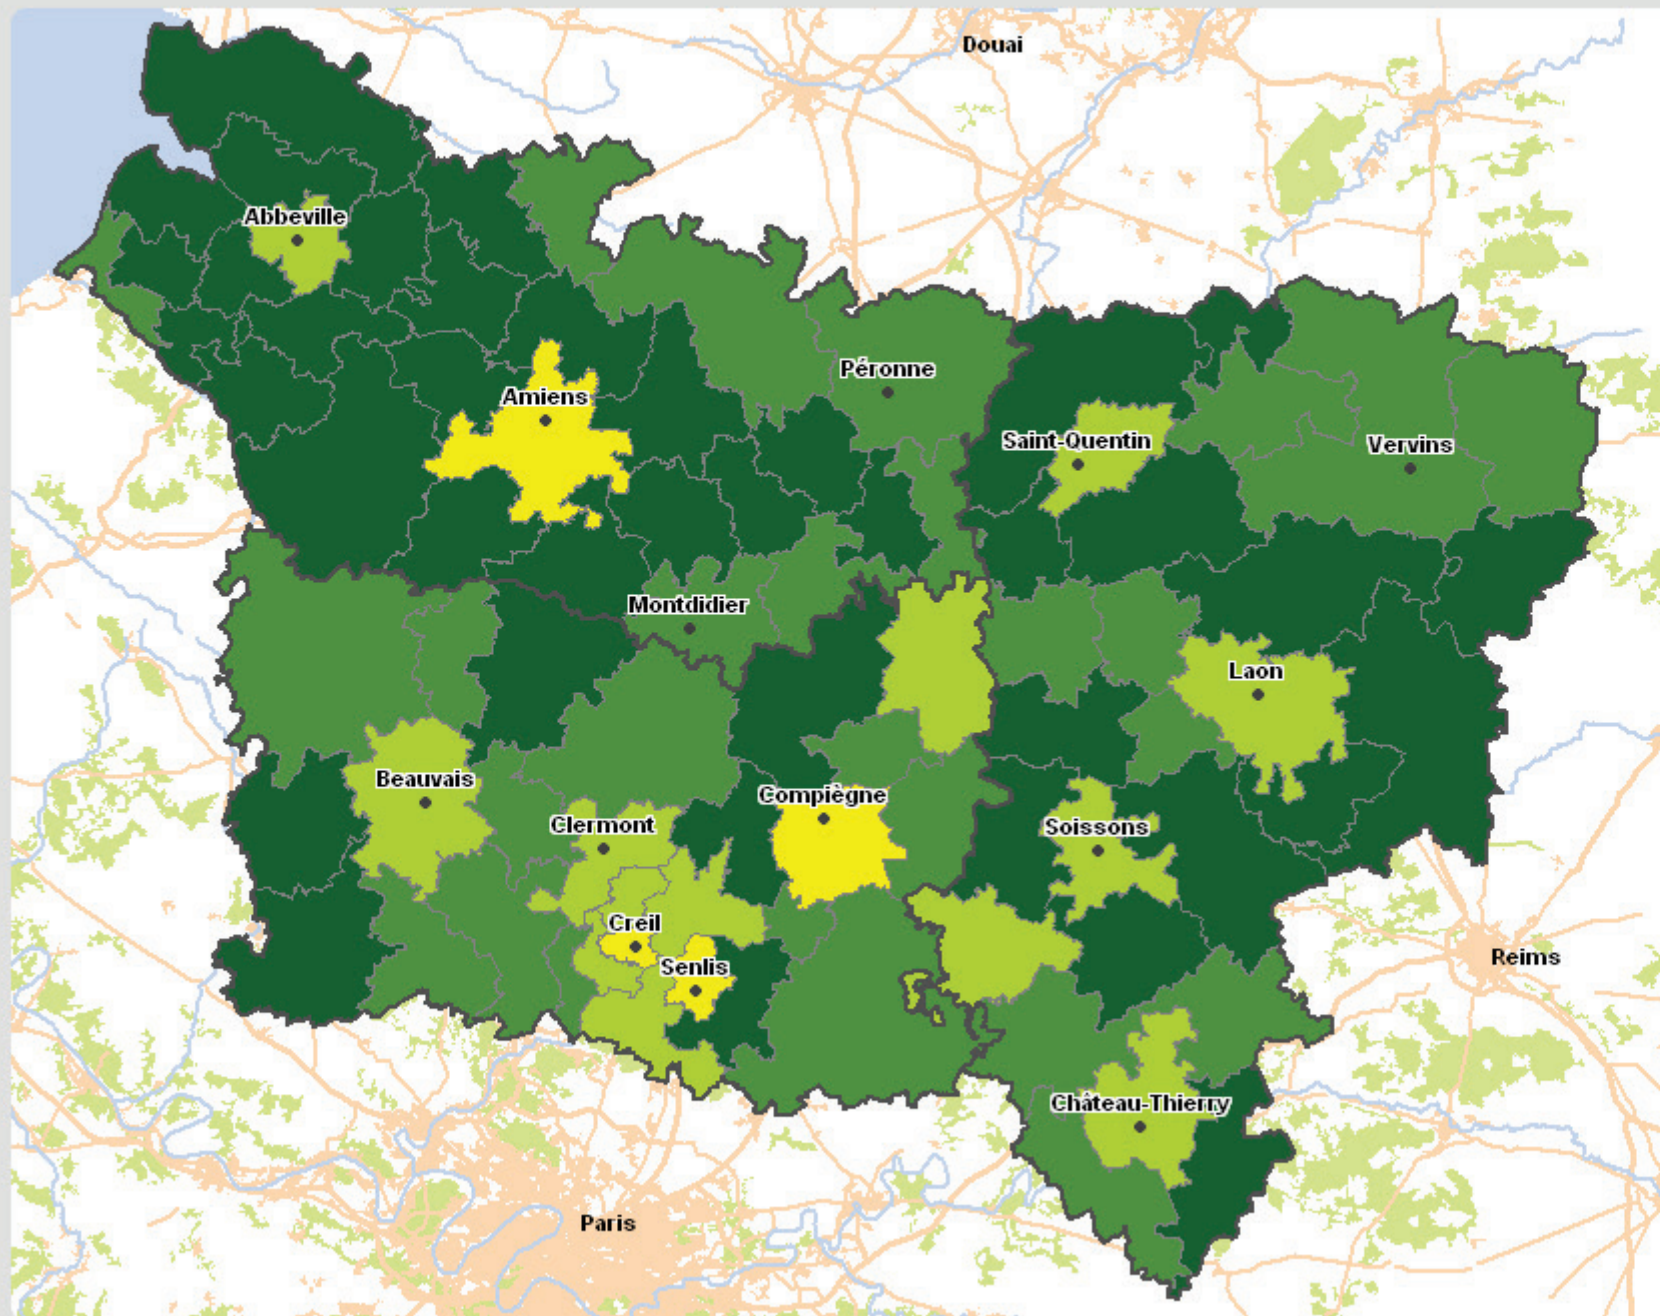 Douai
Abbeville
Péronne
Amiens
Saint-Quentin
Vervins
Montdidier
Laon
Beauvais
Compiègne
Clermont
Soissons
Creil
Senlis
Reims
Château-Thierry
Paris